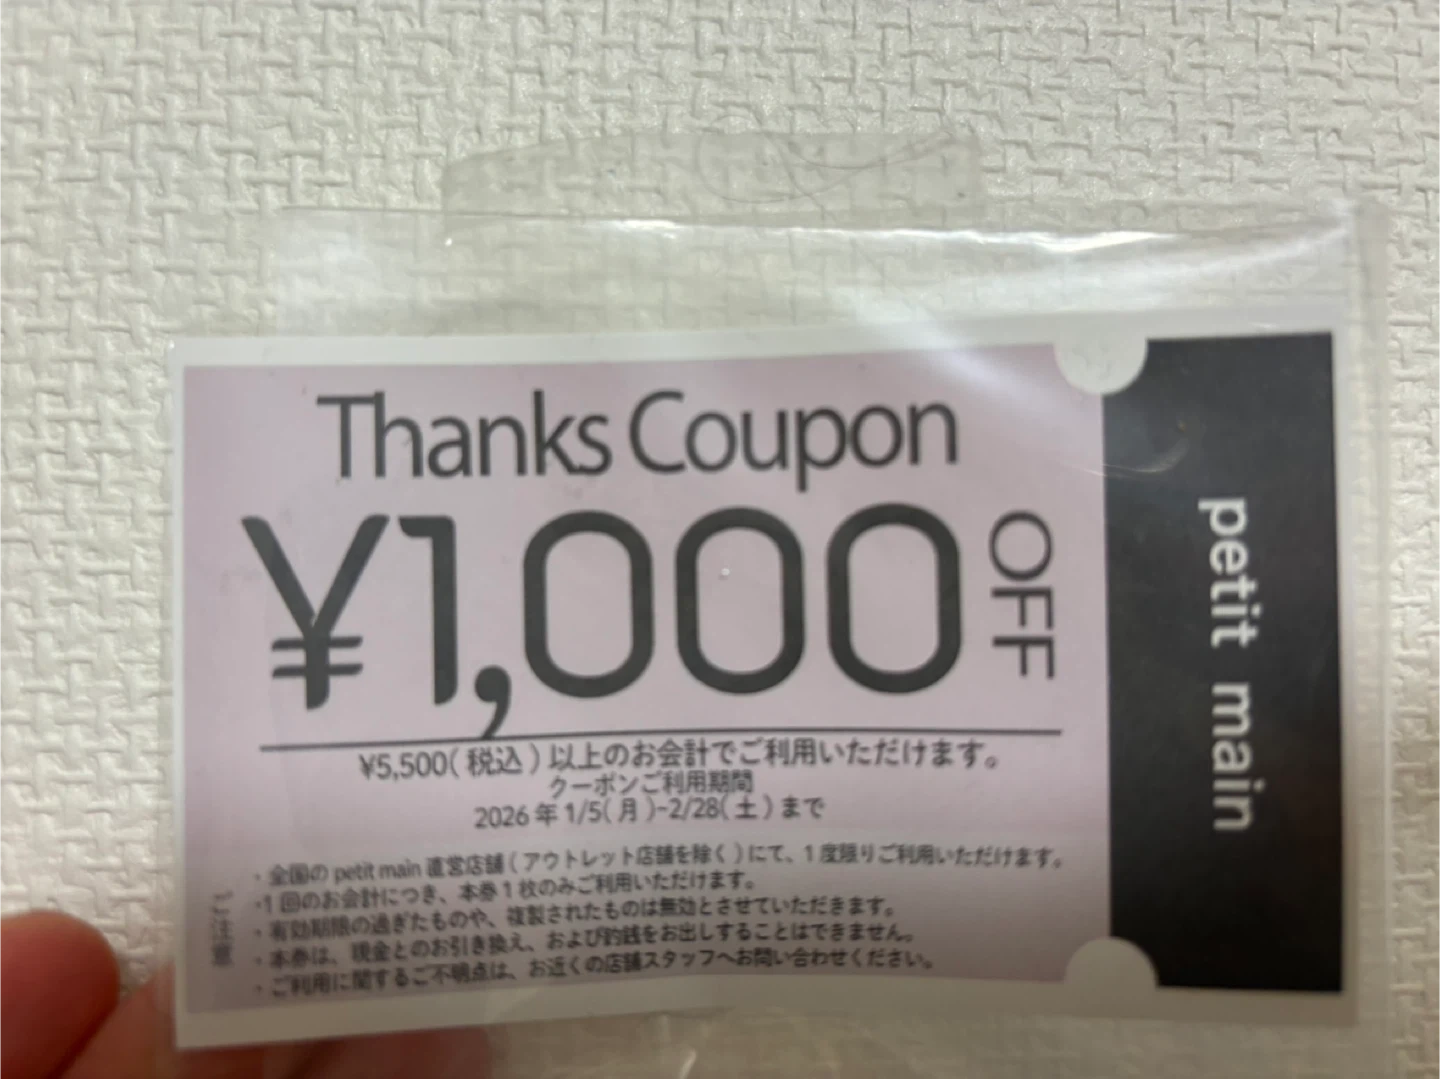 Thanks Coupon
¥1,000 OFF
¥5,500(税込)以上のお会計でご利用いただけます。
クーポンご利用期間
2026年1/5(月)-2/28(土)まで
ご注意
・全国の petit main 直営店舗(アウトレット店舗を除く)にて、1度限りご利用いただけます。
・1回のお会計につき、本券1枚のみご利用いただけます。
・有効期限の過ぎたものや、複製されたものは無効とさせていただきます。
・本券は、現金とのお引き換え、および釣銭をお出しすることはできません。
・ご利用に関するご不明点は、お近くの店舗スタッフへお問い合わせください。
petit main